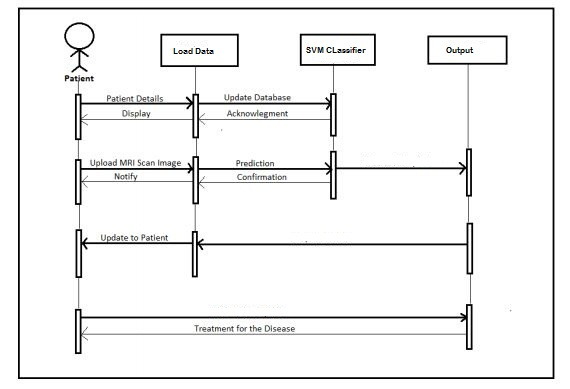 Load Data
SVM CLassifier
Output
Patient
Patient Details
Update Database
Display
Acknowlegment
Upload MRI Scan Image
Prediction
Notify
Confirmation
Update to Patient
Treatment for the Disease